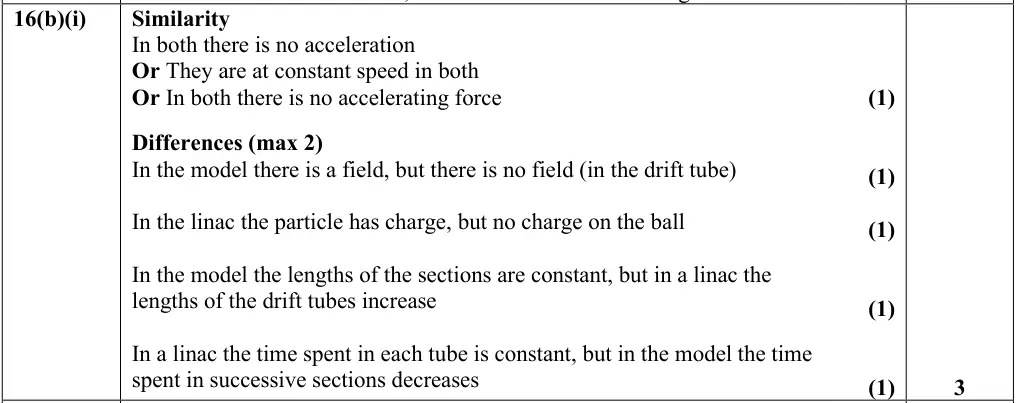 16(b)(i) Similarity
In both there is no acceleration
Or They are at constant speed in both
Or In both there is no accelerating force (1)
Differences (max 2)
In the model there is a field, but there is no field (in the drift tube) (1)
In the linac the particle has charge, but no charge on the ball (1)
In the model the lengths of the sections are constant, but in a linac the
lengths of the drift tubes increase (1)
In a linac the time spent in each tube is constant, but in the model the time
spent in successive sections decreases (1) 3